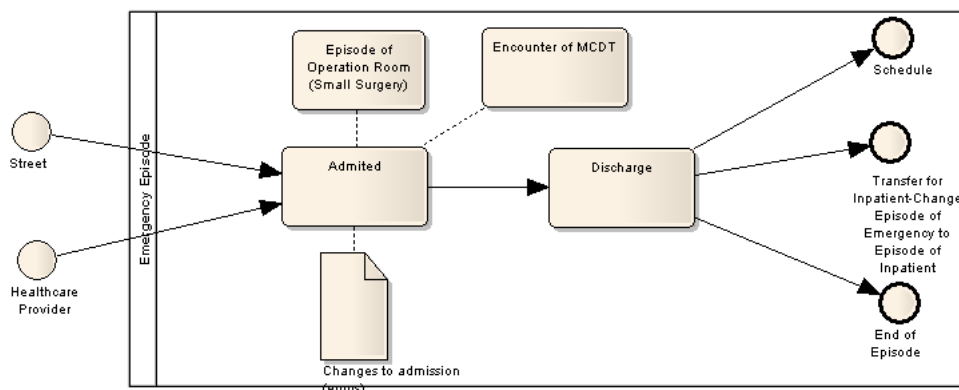 Emergency Episode
Episode of
Operation Room
(Small Surgery)
Encounter of MCDT
Schedule
Street
Admited
Discharge
Transfer for
Inpatient-Change
Episode of
Emergency to
Episode of
Inpatient
Healthcare
Provider
End of
Episode
Changes to admission